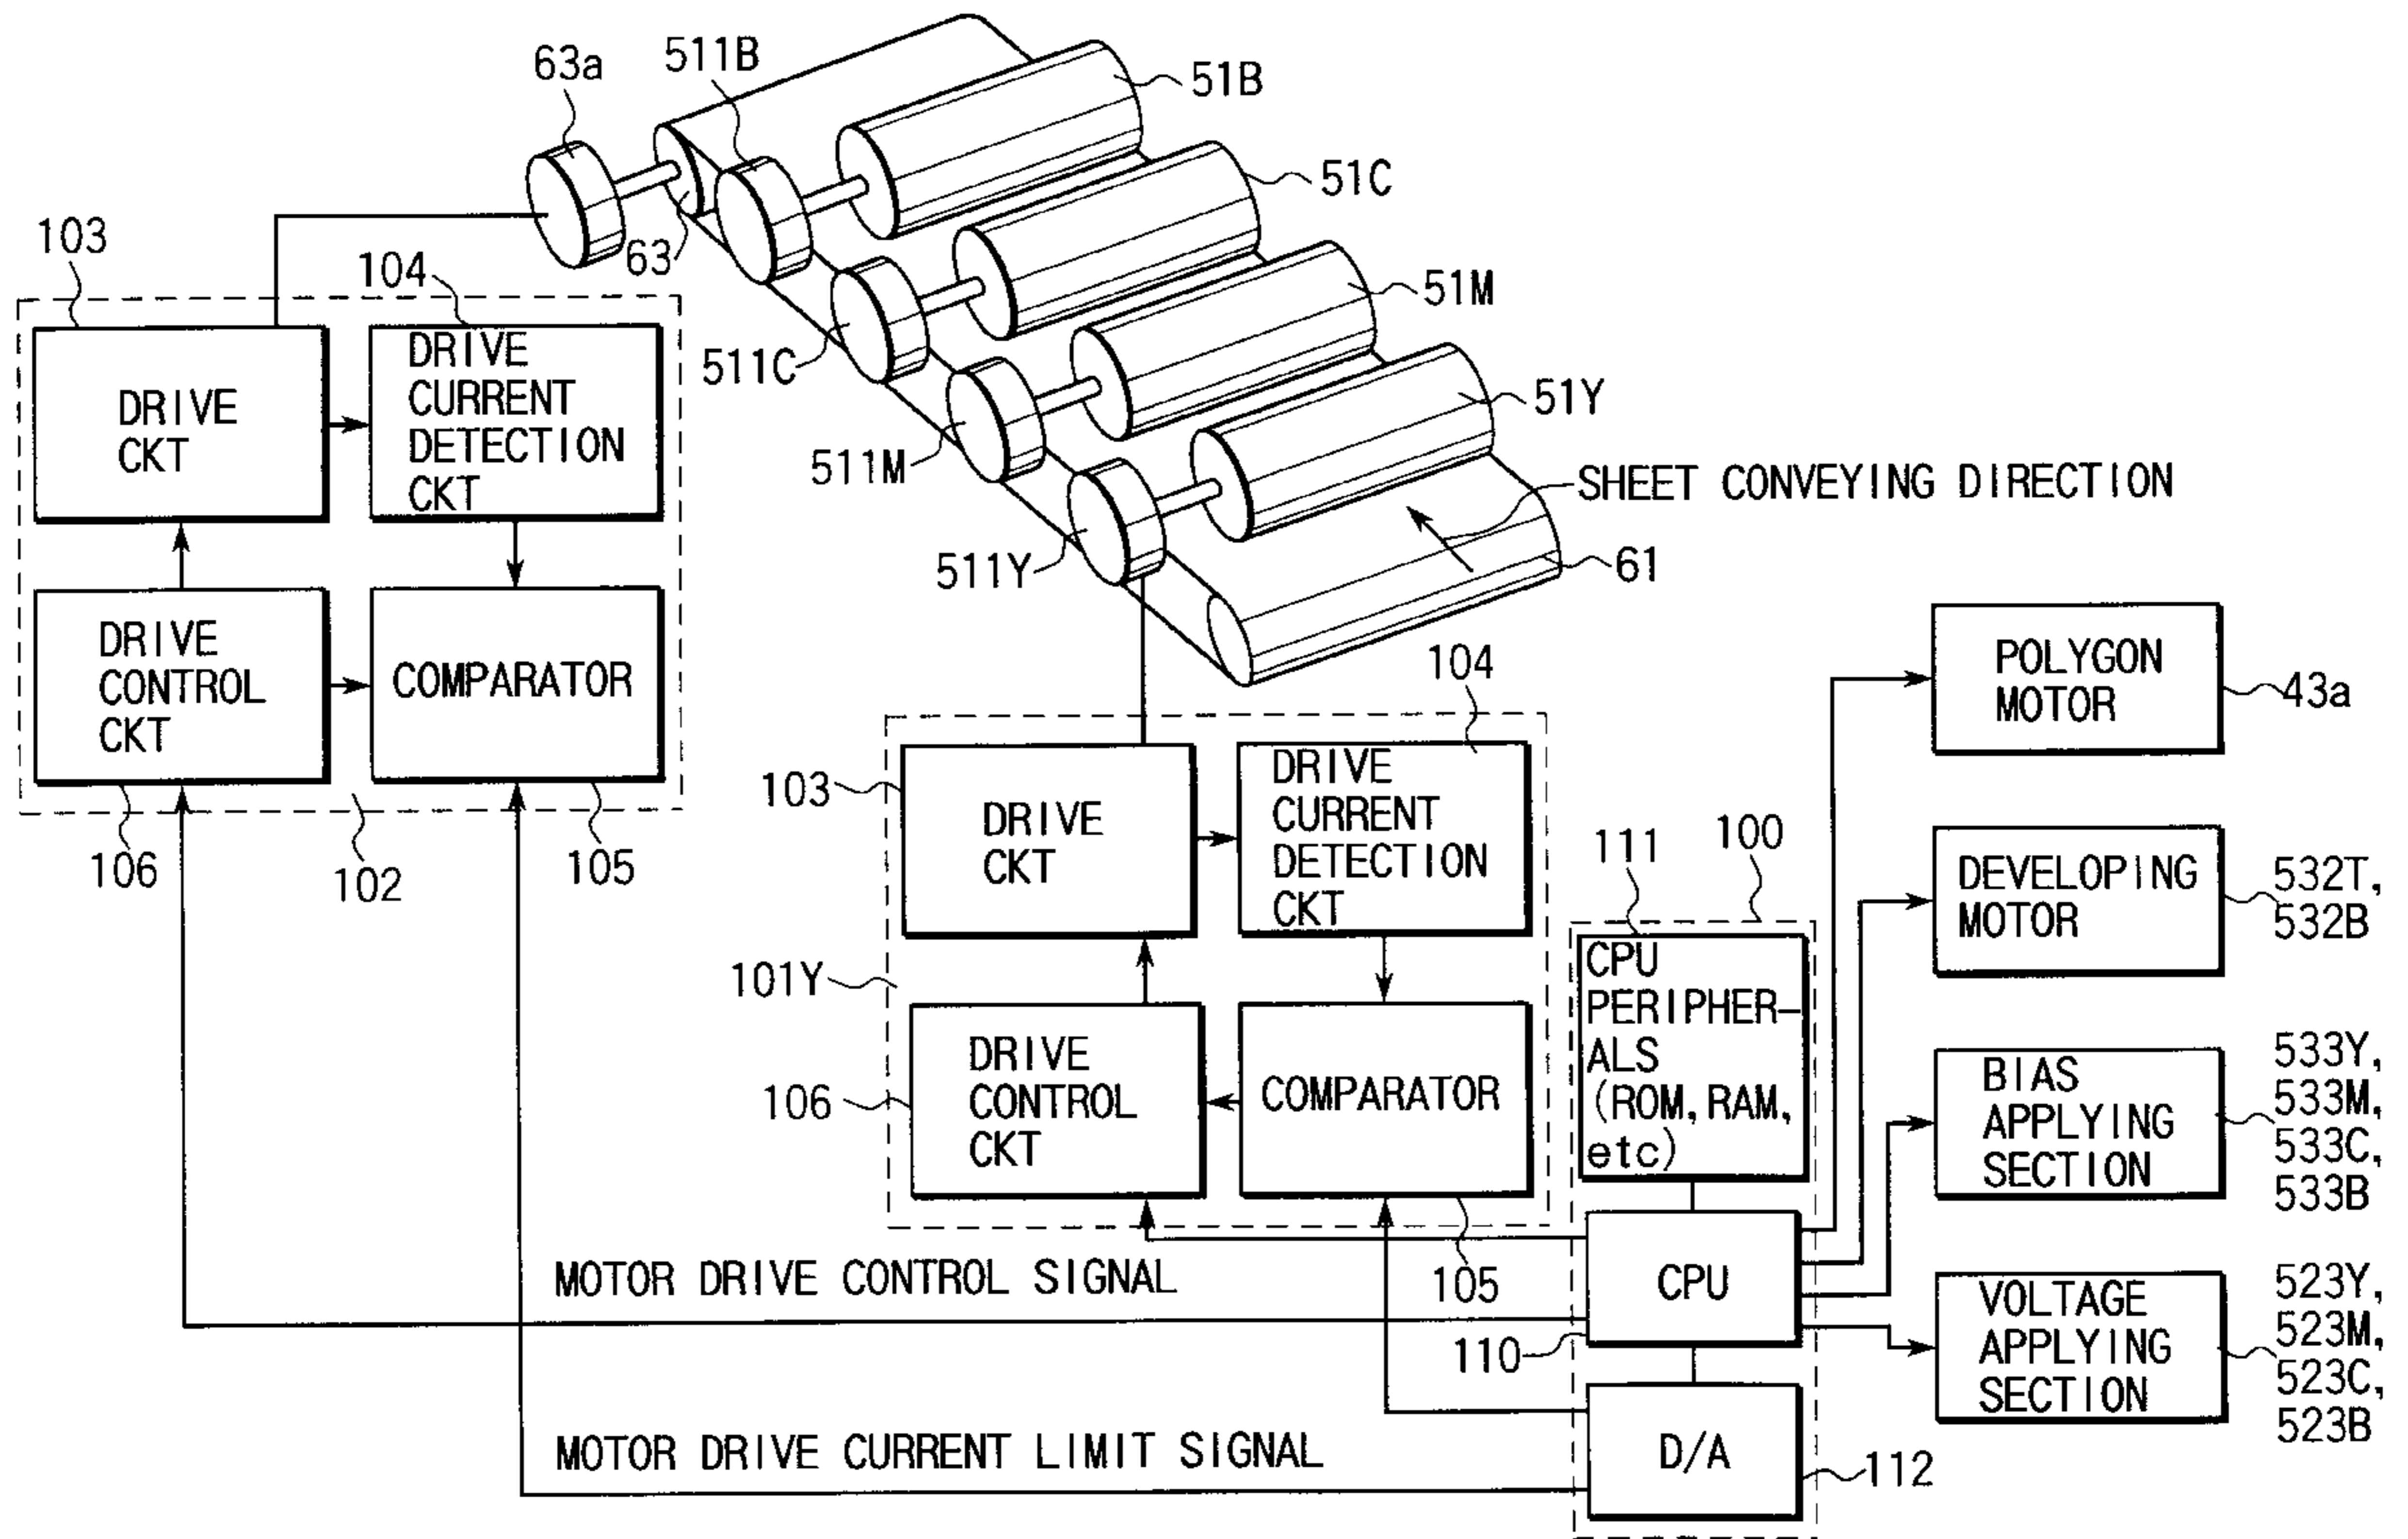 63a
511B
51B
51C
51M
51Y
63
511C
511M
511Y
SHEET CONVEYING DIRECTION
61
103
104
DRIVE
CKT
DRIVE
CURRENT
DETECTION
CKT
DRIVE
CONTROL
CKT
COMPARATOR
106
102
105
104
103
DRIVE
CKT
DRIVE
CURRENT
DETECTION
CKT
101Y
106
DRIVE
CONTROL
CKT
COMPARATOR
105
111
100
CPU
PERIPHER-
ALS
(ROM, RAM,
etc)
CPU
110
D/A
112
POLYGON
MOTOR
43a
DEVELOPING
MOTOR
532T,
532B
BIAS
APPLYING
SECTION
533Y,
533M,
533C,
533B
VOLTAGE
APPLYING
SECTION
523Y,
523M,
523C,
523B
MOTOR DRIVE CONTROL SIGNAL
MOTOR DRIVE CURRENT LIMIT SIGNAL